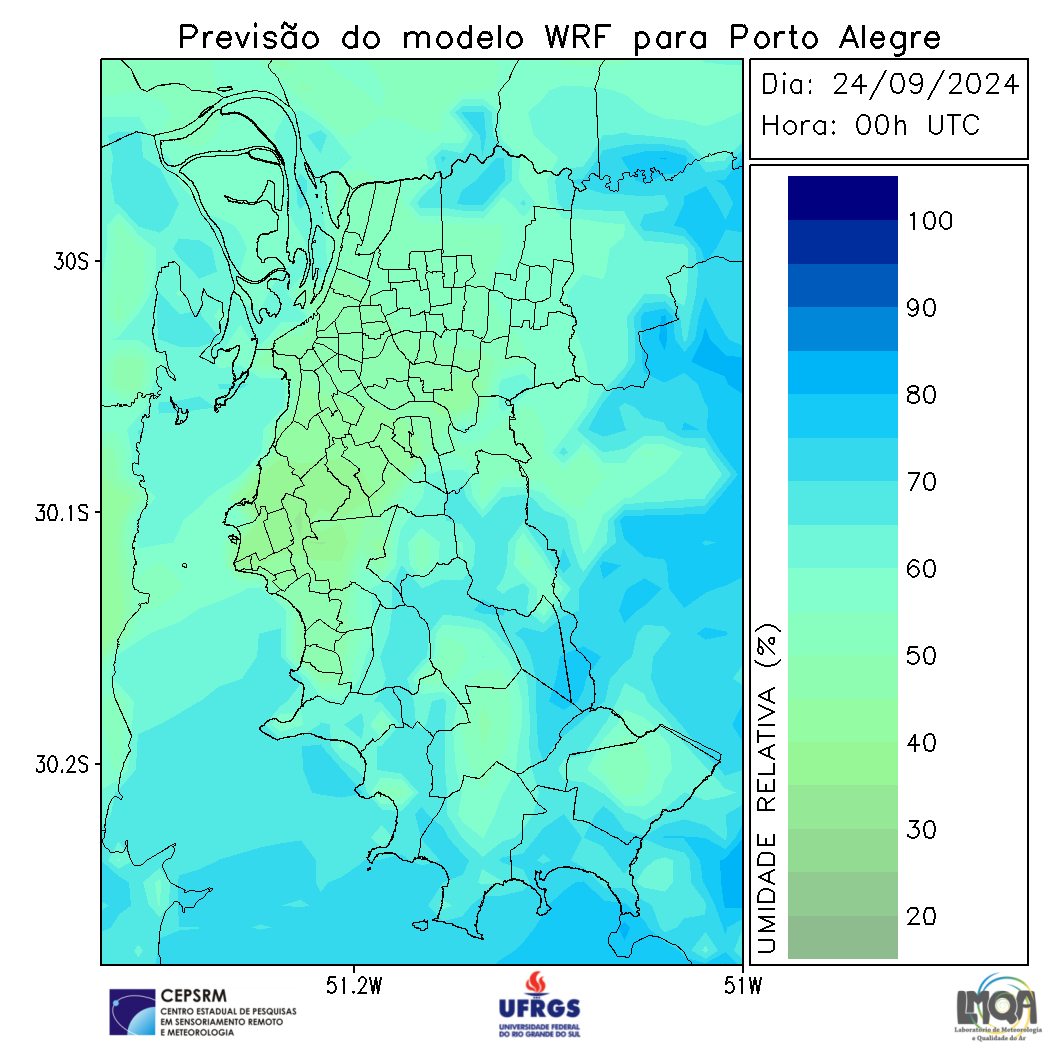 Previsão do modelo WRF para Porto Alegre
Dia: 24/09/2024
Hora: 00h UTC
100
90
80
70
60
50
40
30
20
UMIDADE RELATIVA (%)
30S
30.1S
30.2S
51.2W
51W
CEPSRM
CENTRO ESTADUAL DE PESQUISAS
EM SENSORIAMENTO REMOTO
E METEOROLOGIA
UFRGS
UNIVERSIDADE FEDERAL
DO RIO GRANDE DO SUL
LMQA
Laboratório de Meteorologia
e Qualidade do Ar